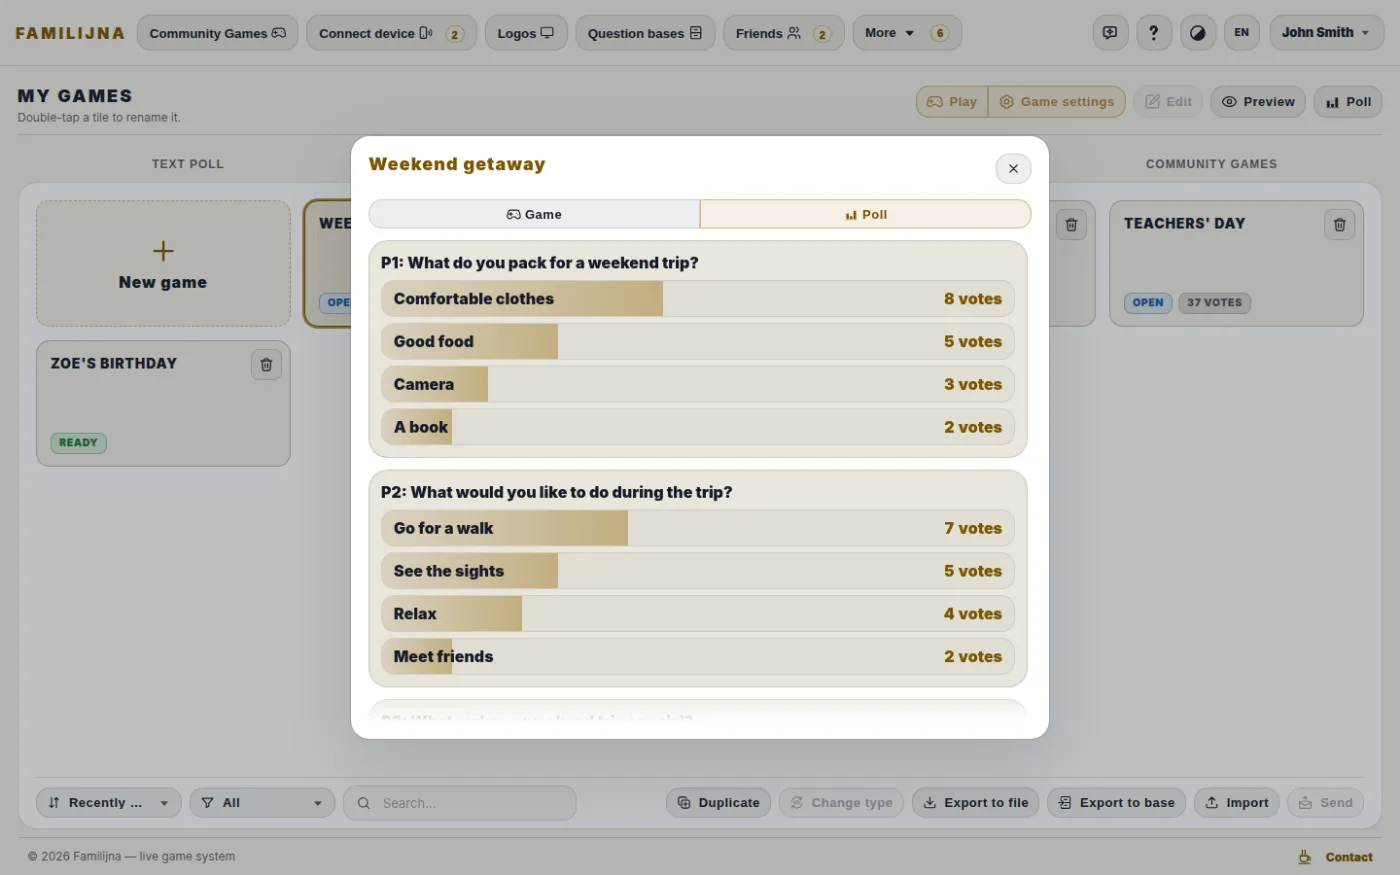 FAMILIJNA
Community Games
Connect device 2
Logos
Question bases
Friends 2
More 6
EN
John Smith
MY GAMES
Double-tap a tile to rename it.
Play
Game settings
Edit
Preview
Poll
TEXT POLL
COMMUNITY GAMES
New game
WEE
OPE
TEACHERS' DAY
OPEN
37 VOTES
ZOE'S BIRTHDAY
READY
Weekend getaway
Game
Poll
P1: What do you pack for a weekend trip?
Comfortable clothes 8 votes
Good food 5 votes
Camera 3 votes
A book 2 votes
P2: What would you like to do during the trip?
Go for a walk 7 votes
See the sights 5 votes
Relax 4 votes
Meet friends 2 votes
Recently ...
All
Search...
Duplicate
Change type
Export to file
Export to base
Import
Send
© 2026 Familijna — live game system
Contact